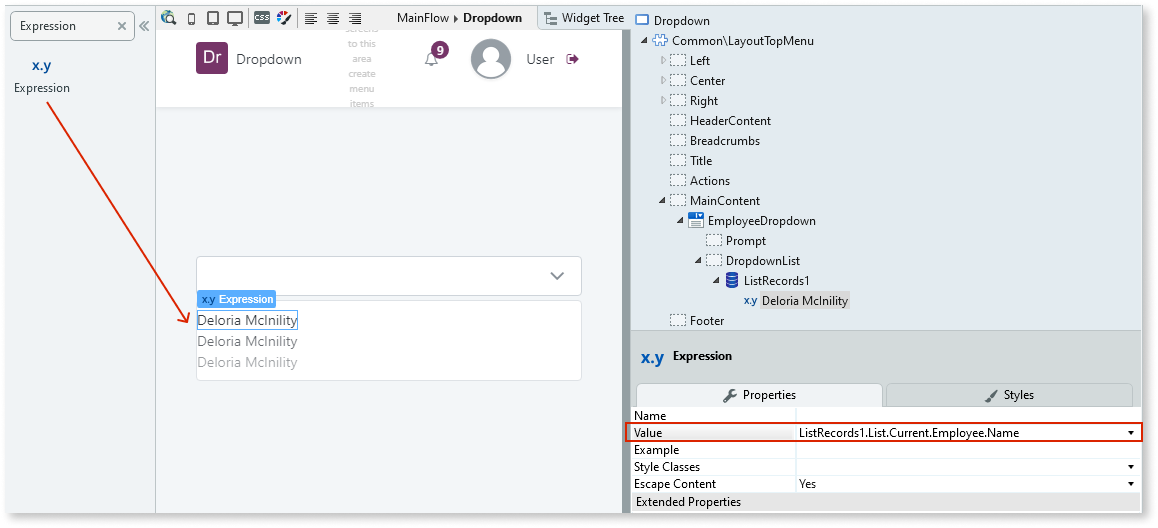 Expression
x.y
Expression
CSS
MainFlow ▸ Dropdown
Dr
Dropdown
screens
to this
area
create
menu
items
9
User
x.y Expression
Deloria McInility
Deloria McInility
Deloria McInility
Widget Tree
Dropdown
Common\LayoutTopMenu
Left
Center
Right
HeaderContent
Breadcrumbs
Title
Actions
MainContent
EmployeeDropdown
Prompt
DropdownList
ListRecords1
x.y Deloria McInility
Footer
x.y Expression
Properties
Styles
Name
Value ListRecords1.List.Current.Employee.Name
Example
Style Classes
Escape Content Yes
Extended Properties